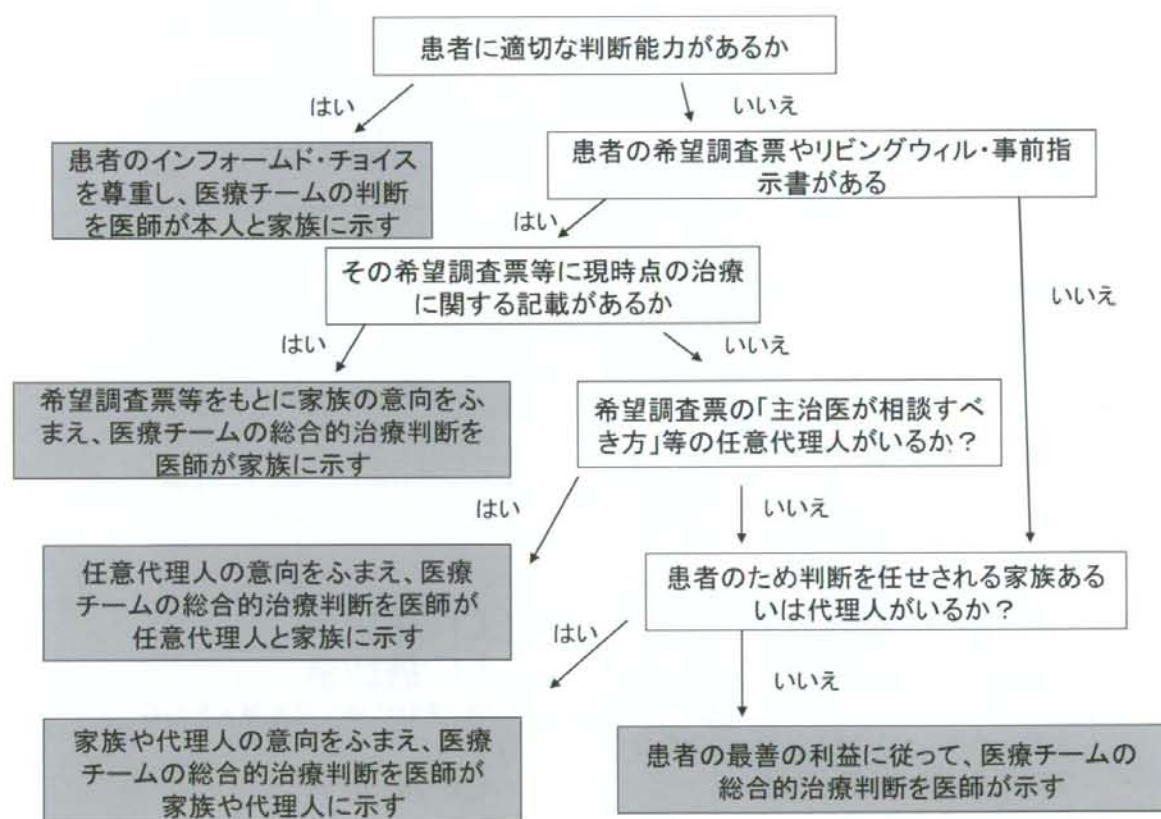 患者に適切な判断能力があるか
はい
いいえ
患者のインフォームド・チョイス
を尊重し、医療チームの判断
を医師が本人と家族に示す
患者の希望調査票やリビングウィル・事前指
示書がある
はい
いいえ
その希望調査票等に現時点の治療
に関する記載があるか
はい
いいえ
希望調査票等をもとに家族の意向をふ
まえ、医療チームの総合的治療判断を
医師が家族に示す
希望調査票の「主治医が相談すべ
き方」等の任意代理人がいるか？
はい
いいえ
任意代理人の意向をふまえ、医療
チームの総合的治療判断を医師が
任意代理人と家族に示す
患者のため判断を任せされる家族ある
いは代理人がいるか？
はい
いいえ
家族や代理人の意向をふまえ、医療
チームの総合的治療判断を医師が
家族や代理人に示す
患者の最善の利益に従って、医療チームの
総合的治療判断を医師が示す